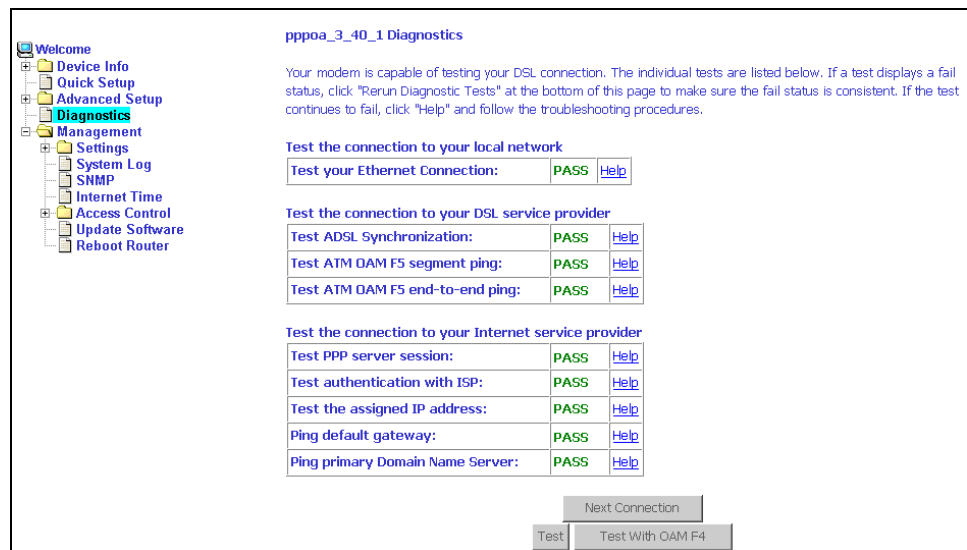 Welcome
Device Info
Quick Setup
Advanced Setup
Diagnostics
Management
Settings
System Log
SNMP
Internet Time
Access Control
Update Software
Reboot Router
pppoa_3_40_1 Diagnostics
Your modem is capable of testing your DSL connection. The individual tests are listed below. If a test displays a fail
status, click "Rerun Diagnostic Tests" at the bottom of this page to make sure the fail status is consistent. If the test
continues to fail, click "Help" and follow the troubleshooting procedures.
Test the connection to your local network
Test your Ethernet Connection: PASS Help
Test the connection to your DSL service provider
Test ADSL Synchronization: PASS Help
Test ATM OAM F5 segment ping: PASS Help
Test ATM OAM F5 end-to-end ping: PASS Help
Test the connection to your Internet service provider
Test PPP server session: PASS Help
Test authentication with ISP: PASS Help
Test the assigned IP address: PASS Help
Ping default gateway: PASS Help
Ping primary Domain Name Server: PASS Help
Next Connection
Test Test With OAM F4